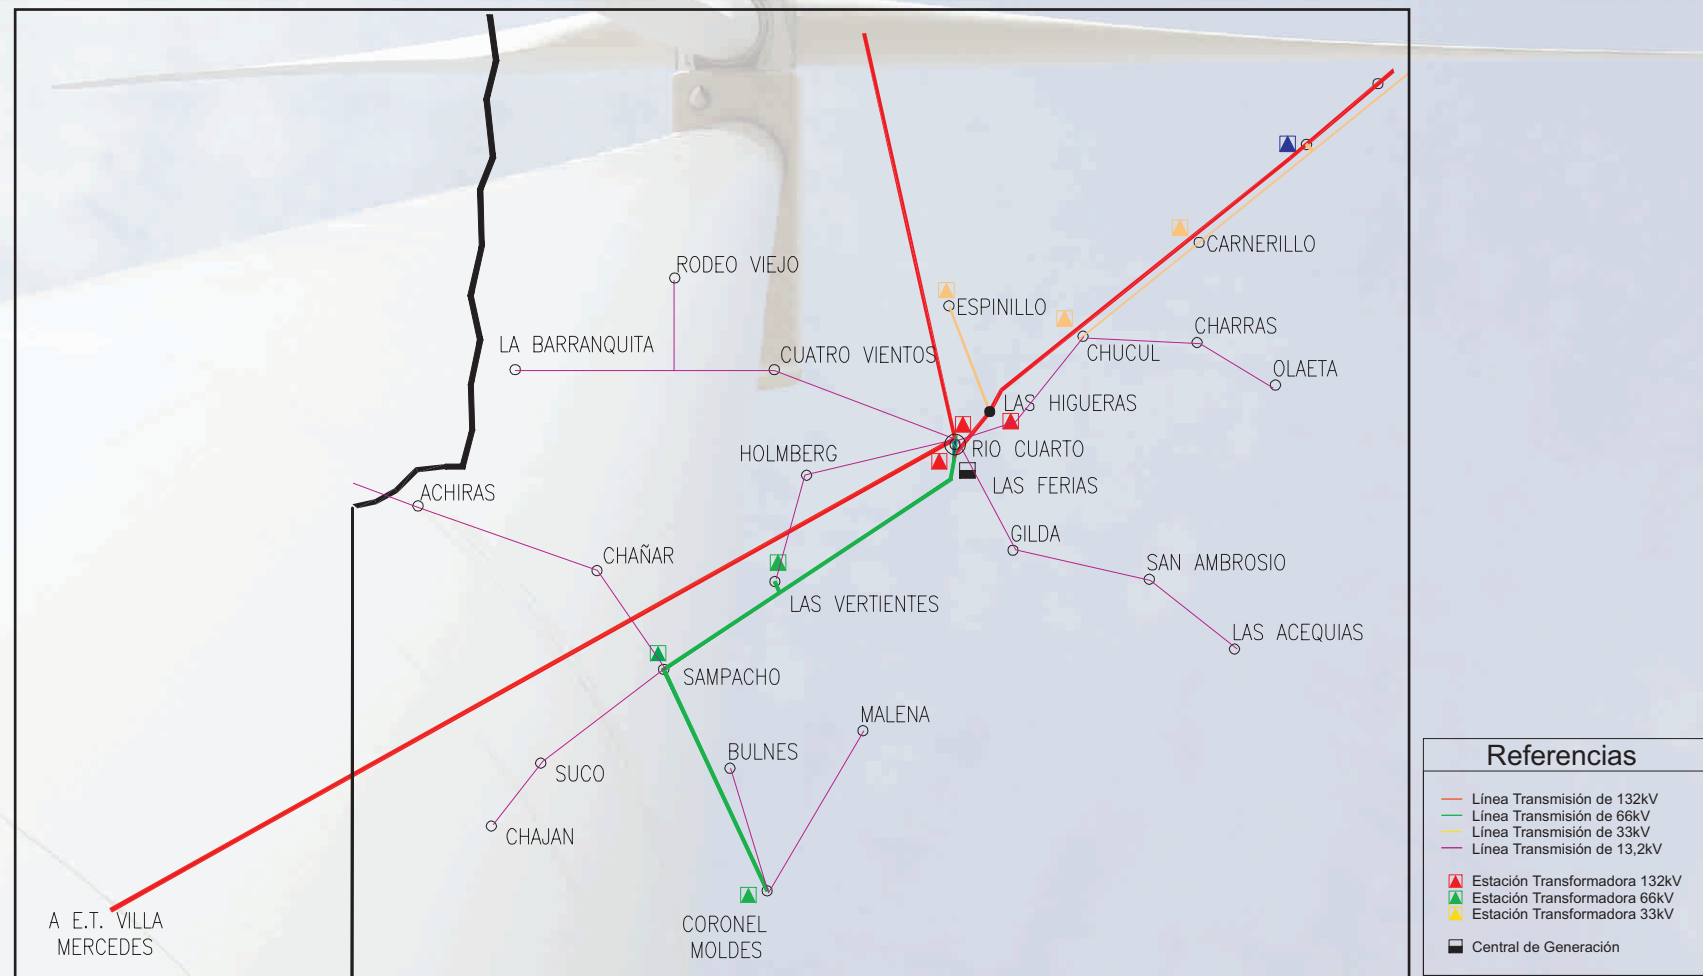 RODEO VIEJO
CARNERILLO
ESPINILLO
CHARRAS
LA BARRANQUITA
CUATRO VIENTOS
CHUCUL
OLAETA
LAS HIGUERAS
HOLMBERG
RIO CUARTO
ACHIRAS
LAS FERIAS
CHAÑAR
GILDA
SAN AMBROSIO
LAS VERTIENTES
LAS ACEQUIAS
SAMPACHO
MALENA
BULNES
SUCO
CHAJAN
A E.T. VILLA
MERCEDES
CORONEL
MOLDES
Referencias
Línea Transmisión de 132kV
Línea Transmisión de 66kV
Línea Transmisión de 33kV
Línea Transmisión de 13,2kV
Estación Transformadora 132kV
Estación Transformadora 66kV
Estación Transformadora 33kV
Central de Generación